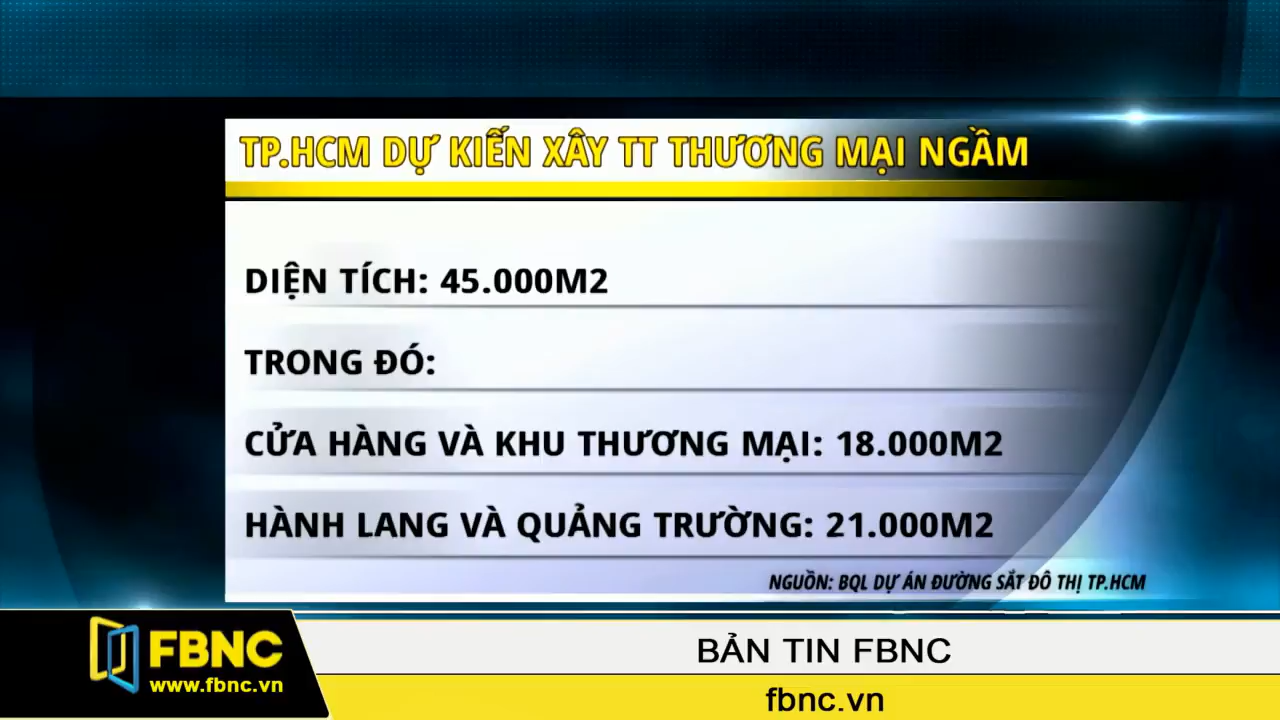 TP.HCM DỰ KIẾN XÂY TT THƯƠNG MẠI NGẦM
DIỆN TÍCH: 45.000M2
TRONG ĐÓ:
CỬA HÀNG VÀ KHU THƯƠNG MẠI: 18.000M2
HÀNH LANG VÀ QUẢNG TRƯỜNG: 21.000M2
NGUỒN: BQL DỰ ÁN ĐƯỜNG SẮT ĐÔ THỊ TP.HCM
FBNC
www.fbnc.vn
BẢN TIN FBNC
fbnc.vn